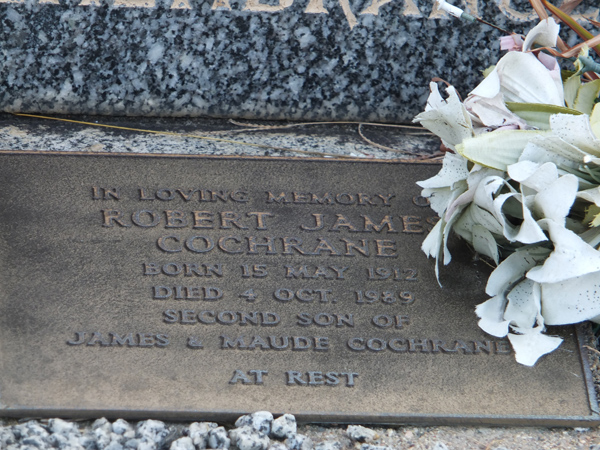 IN LOVING MEMORY O
ROBERT JAMES
COCHRANE
BORN 15 MAY 1912
DIED 4 OCT. 1989
SECOND SON OF
JAMES & MAUDE COCHRANE
AT REST